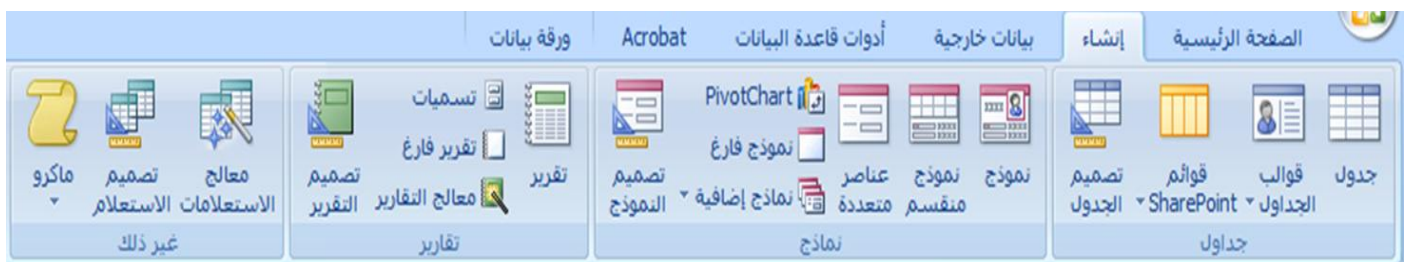 الصفحة الرئيسية إنشاء بيانات خارجية أدوات قاعدة البيانات Acrobat ورقة بيانات
جدول
قوالب
الجداول
قوائم
SharePoint
تصميم
الجدول
جداول
نموذج
نموذج
منقسم
عناصر
متعددة
PivotChart
نموذج فارغ
نماذج إضافية
تصميم
النموذج
نماذج
تقرير
تسميات
تقرير فارغ
معالج التقارير
تصميم
التقرير
تقارير
معالج
الاستعلامات
تصميم
الاستعلام
ماكرو
غير ذلك